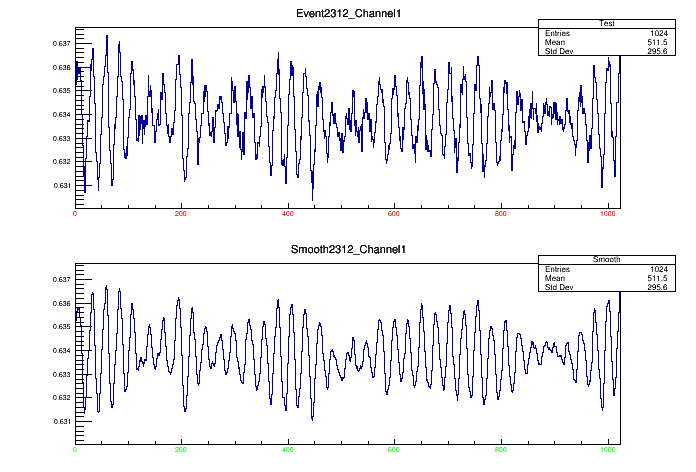 Event2312_Channel1
Test
Entries 1024
Mean 511.5
Std Dev 295.6
0.637
0.636
0.635
0.634
0.633
0.632
0.631
0 200 400 600 800 1000
Smooth2312_Channel1
Smooth
Entries 1024
Mean 511.5
Std Dev 295.6
0.637
0.636
0.635
0.634
0.633
0.632
0.631
0 200 400 600 800 1000